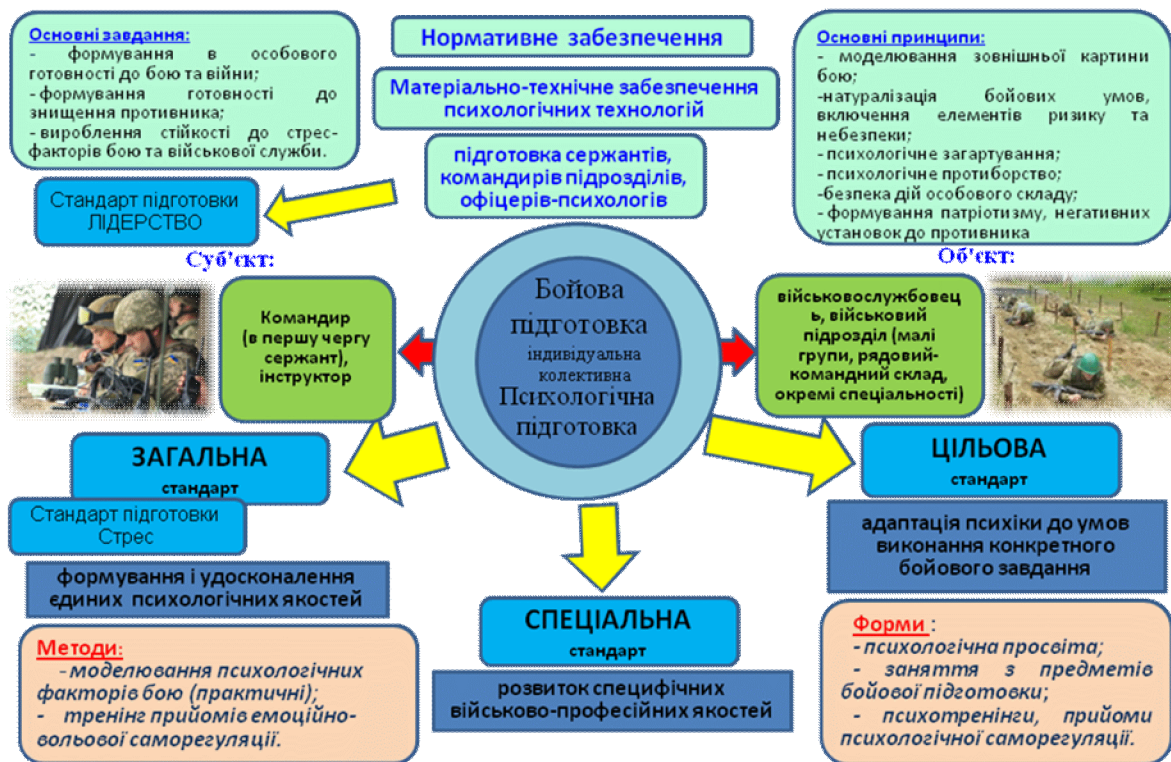 Основні завдання:
- формування в особового
готовності до бою та війни;
-формування готовності до
знищення противника;
- вироблення стійкості до стрес-
факторів бою та військової служби.
Нормативне забезпечення
Матеріально-технічне забезпечення
психологічних технологій
підготовка сержантів,
командирів підрозділів,
офіцерів-психологів
Основні принципи:
- моделювання зовнішньої картини
бою;
-натуралізація бойових умов,
включення елементів ризику та
небезпеки;
- психологічне загартування;
- психологічне протиборство;
-безпека дій особового складу;
- формування патріотизму, негативних
установок до противника
Стандарт підготовки
ЛІДЕРСТВО
Суб'єкт:
Об'єкт:
Командир
(в першу чергу
сержант),
інструктор
Бойова
підготовка
індивідуальна
колективна
Психологічна
підготовка
військовослужбовец
ь, військовий
підрозділ (малі
групи, рядовий-
командний склад,
окремі спеціальності)
ЗАГАЛЬНА
стандарт
Стандарт підготовки
Стрес
формування і удосконалення
єдиних психологічних якостей
Методи:
- моделювання психологічних
факторів бою (практичні);
- тренінг прийомів емоційно-
вольової саморегуляції.
СПЕЦІАЛЬНА
стандарт
розвиток специфічних
військово-професійних якостей
ЦІЛЬОВА
стандарт
адаптація психіки до умов
виконання конкретного
бойового завдання
Форми :
- психологічна просвіта;
- заняття з предметів
бойової підготовки;
- психотренінги, прийоми
психологічної саморегуляції.